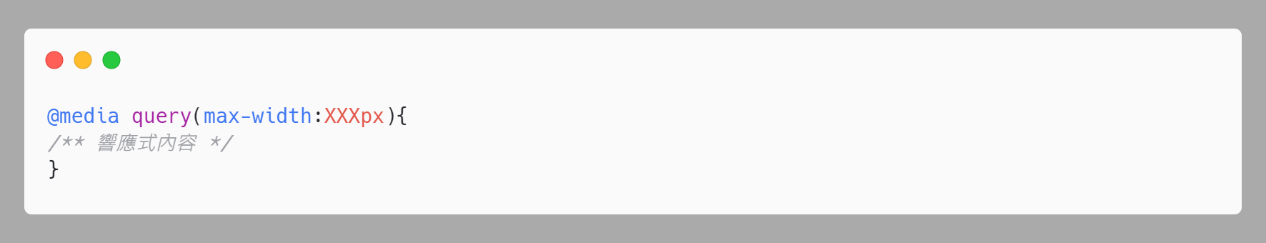 @media query(max-width:XXXpx){
/** 響應式內容 */
}